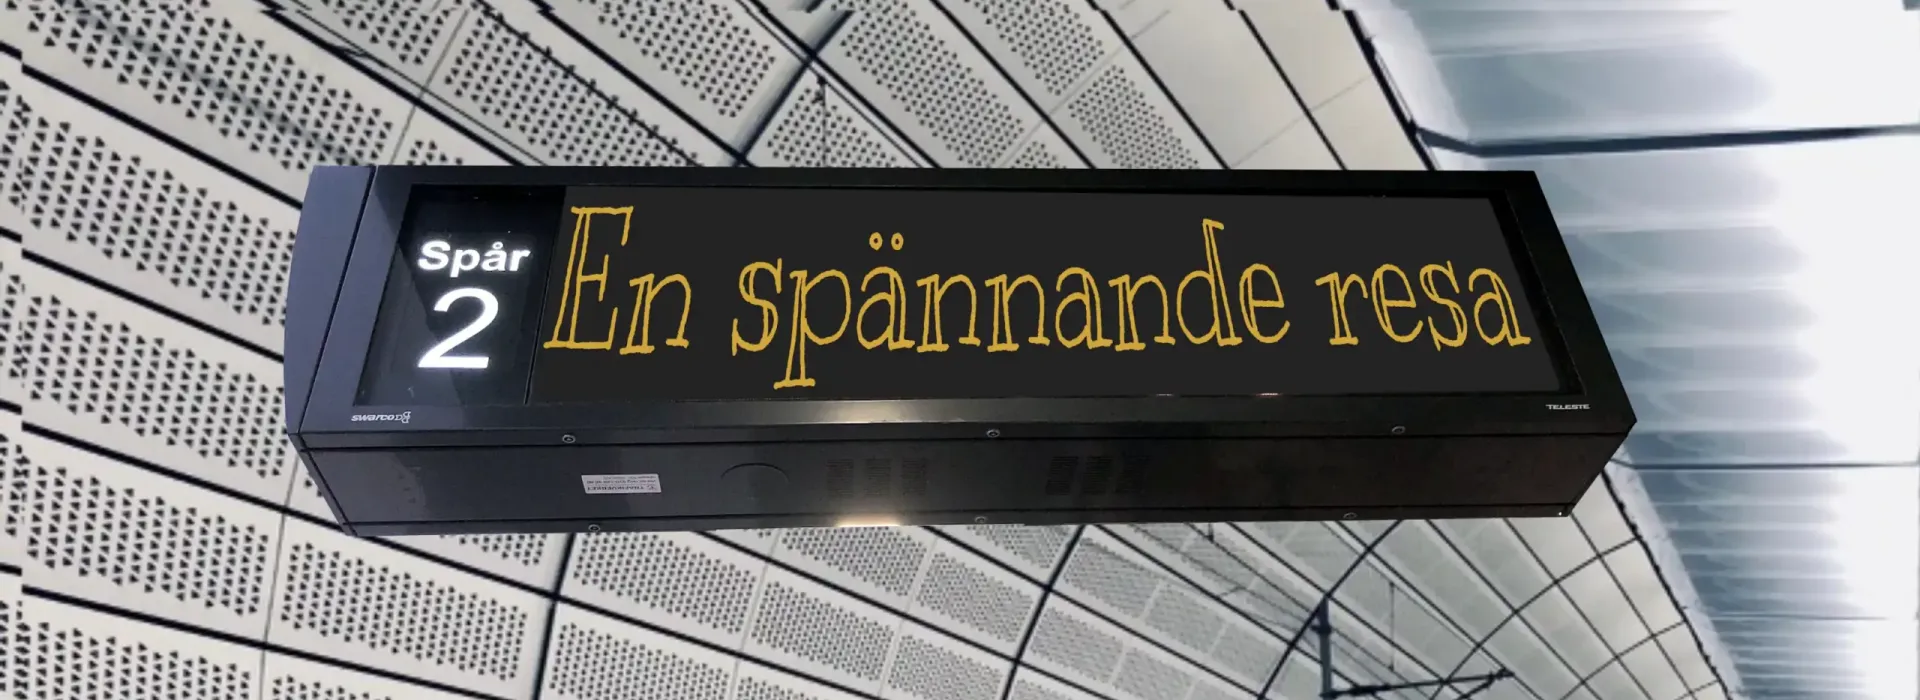 Spår
2
En spännande resa
swarco
TELESTE